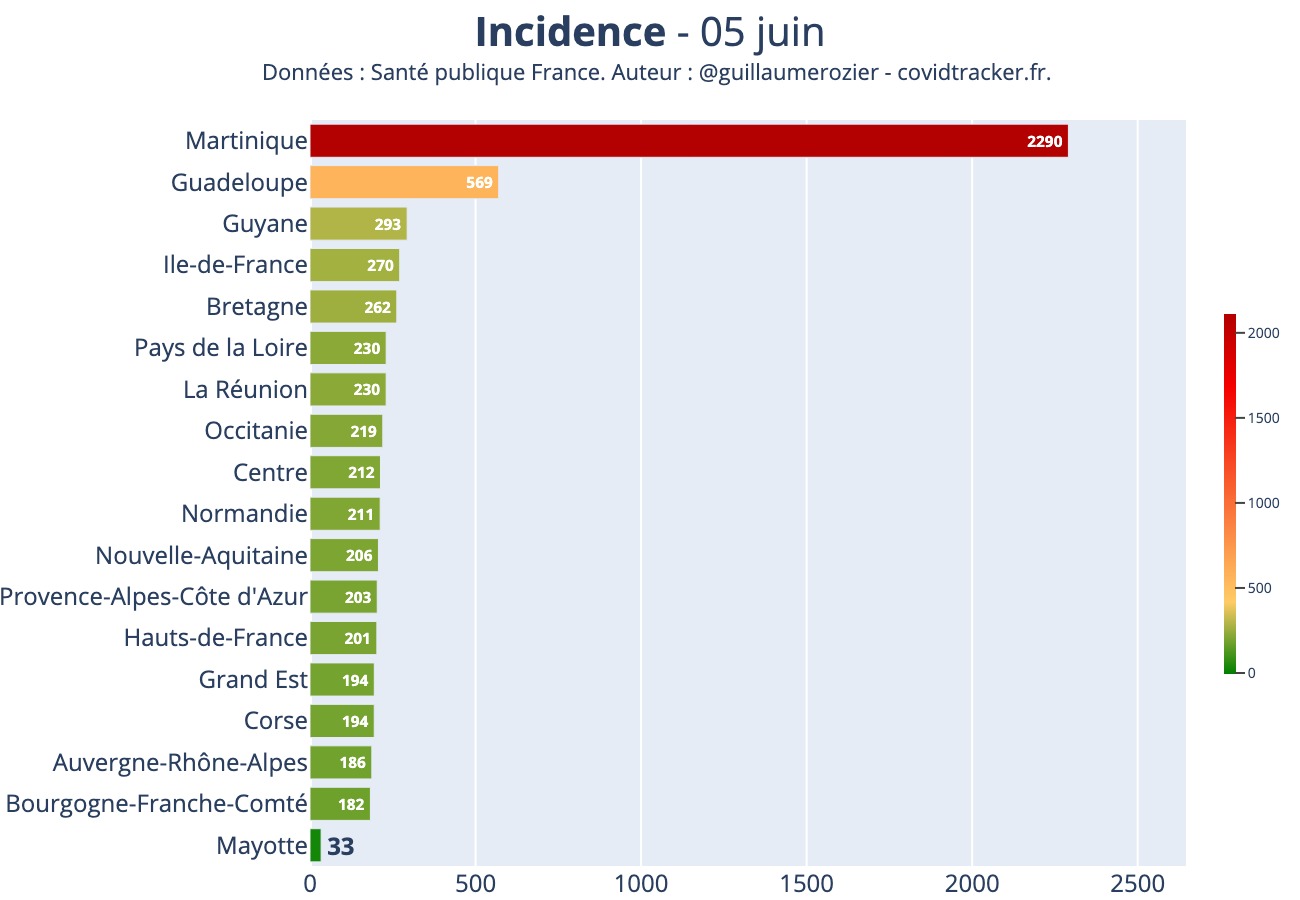 Incidence - 05 juin
Données : Santé publique France. Auteur : @guillaumerozier - covidtracker.fr.
Martinique 2290
Guadeloupe 569
Guyane 293
Ile-de-France 270
Bretagne 262
Pays de la Loire 230
La Réunion 230
Occitanie 219
Centre 212
Normandie 211
Nouvelle-Aquitaine 206
Provence-Alpes-Côte d'Azur 203
Hauts-de-France 201
Grand Est 194
Corse 194
Auvergne-Rhône-Alpes 186
Bourgogne-Franche-Comté 182
Mayotte 33
0 500 1000 1500 2000 2500
2000
1500
1000
500
0